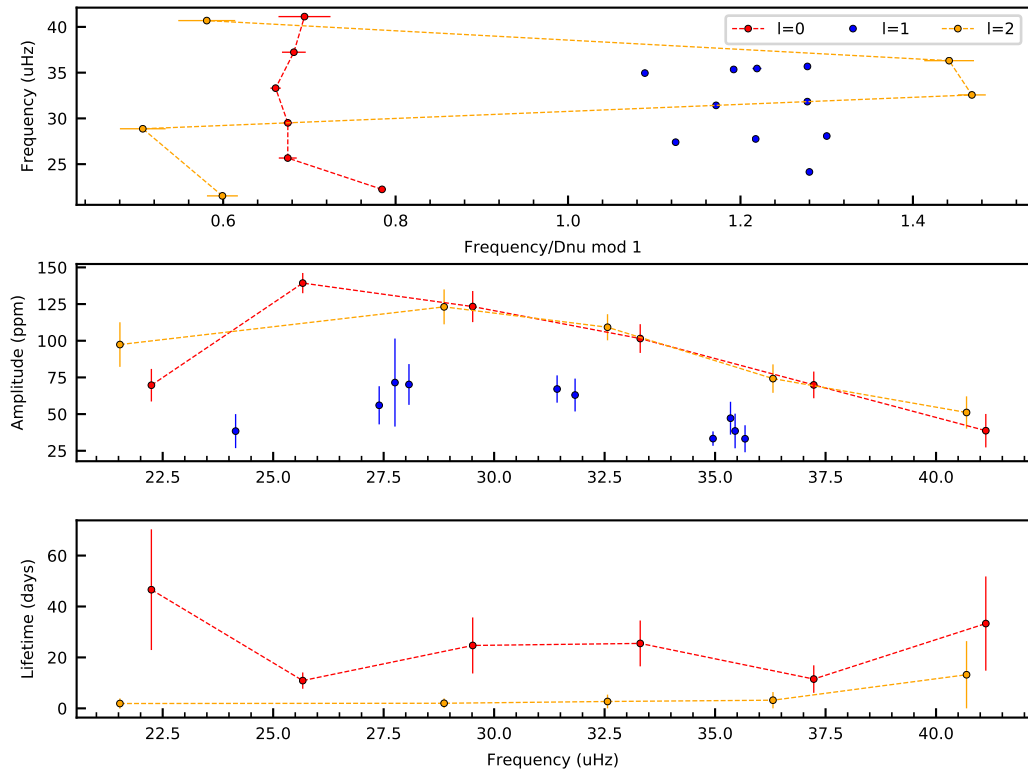 l=0 l=1 l=2
40
35
30
25
Frequency (uHz)
0.6 0.8 1.0 1.2 1.4
Frequency/Dnu mod 1
150
125
100
75
50
25
Amplitude (ppm)
22.5 25.0 27.5 30.0 32.5 35.0 37.5 40.0
60
40
20
0
Lifetime (days)
22.5 25.0 27.5 30.0 32.5 35.0 37.5 40.0
Frequency (uHz)